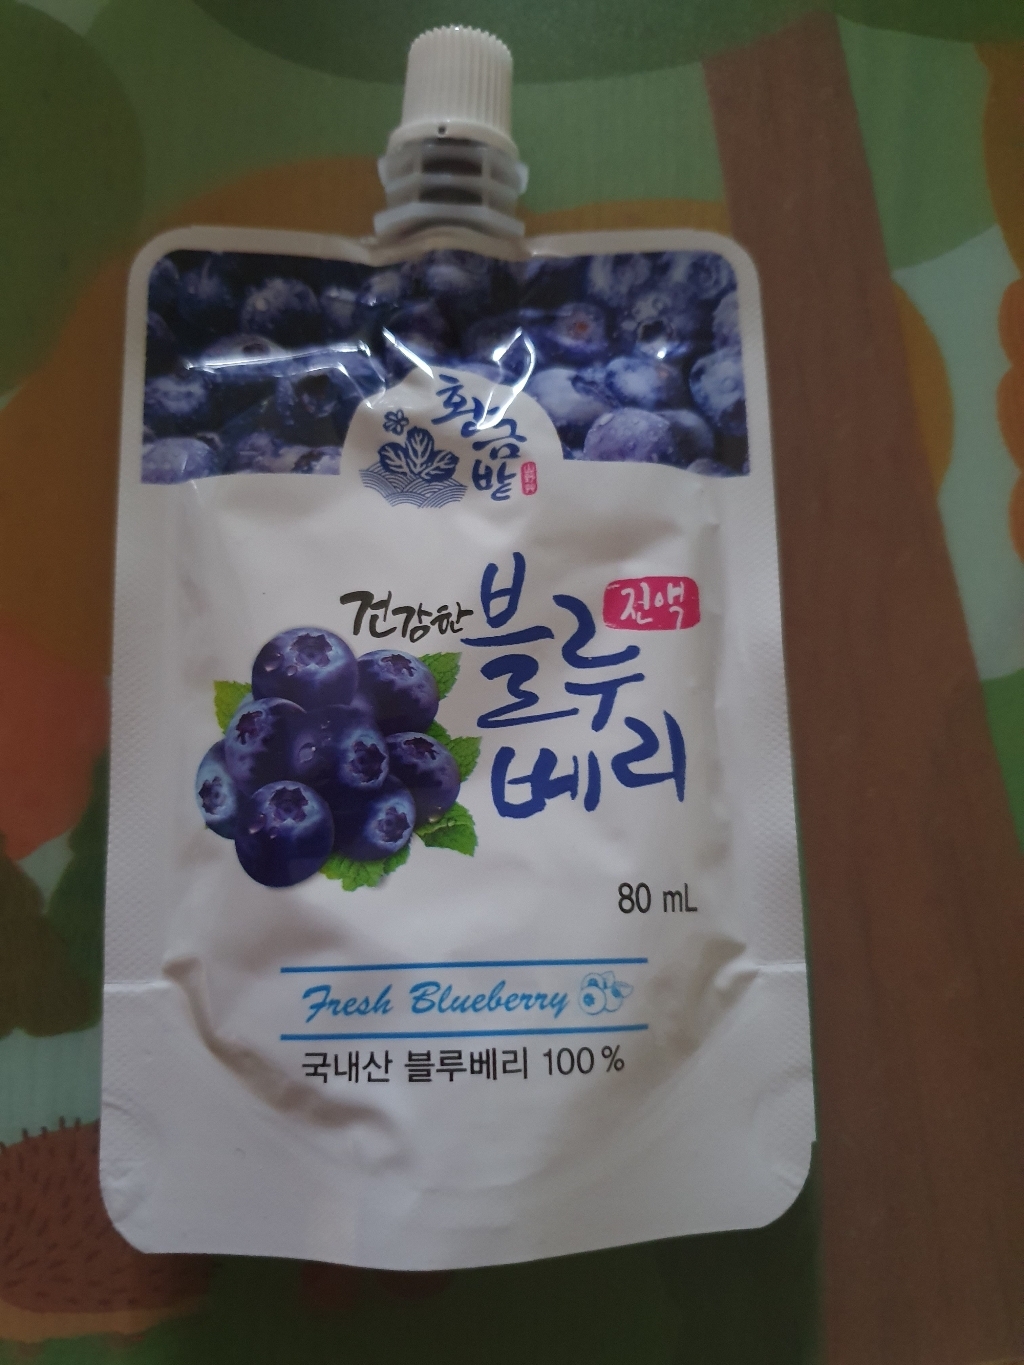 황금밭
건강한 블루베리 전액
80 mL
Fresh Blueberry
국내산 블루베리 100%